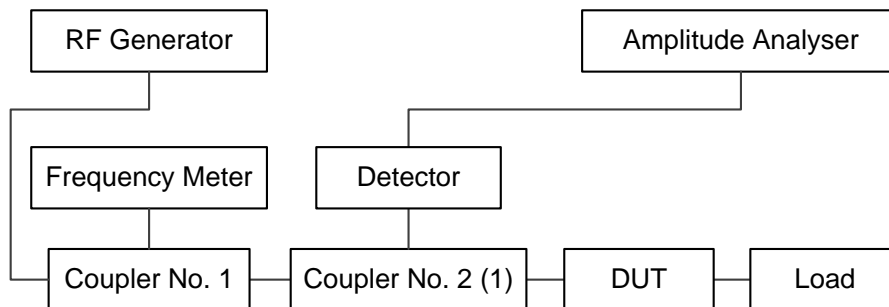 RF Generator
Amplitude Analyser
Frequency Meter
Detector
Coupler No. 1
Coupler No. 2 (1)
DUT
Load